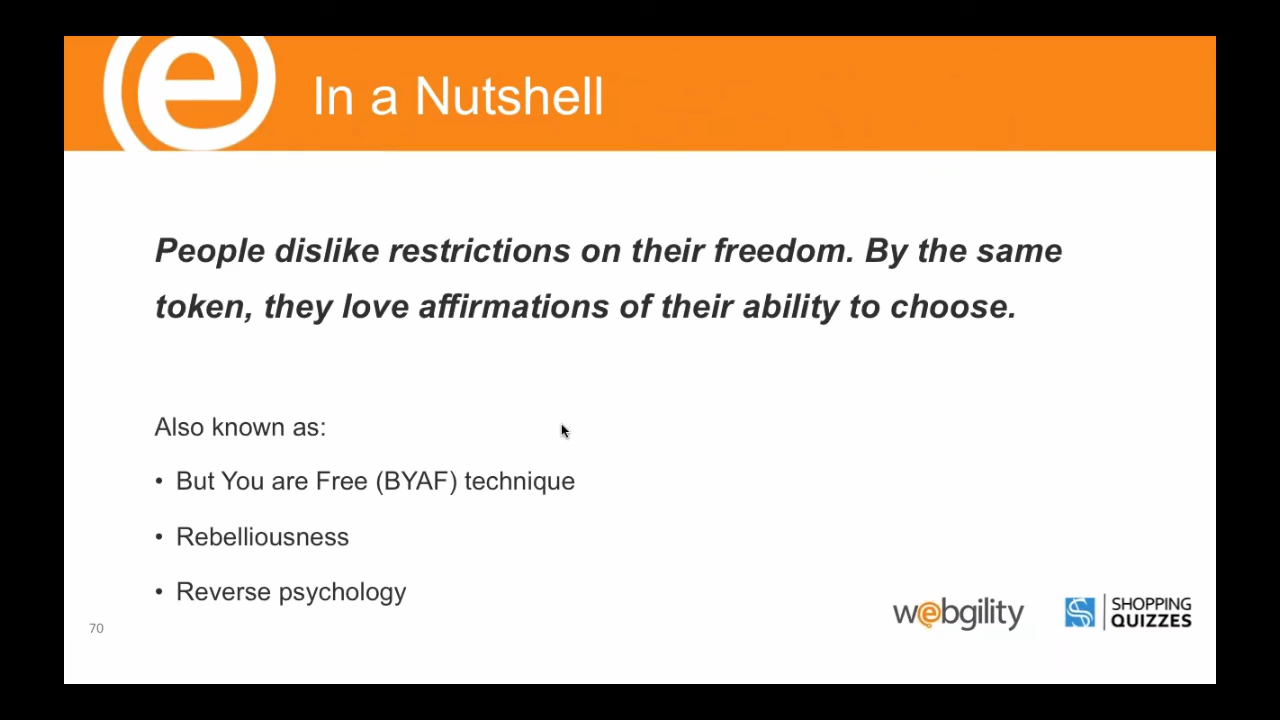 In a Nutshell
People dislike restrictions on their freedom. By the same
token, they love affirmations of their ability to choose.
Also known as:
• But You are Free (BYAF) technique
• Rebelliousness
• Reverse psychology
70
webgility
SHOPPING
QUIZZES